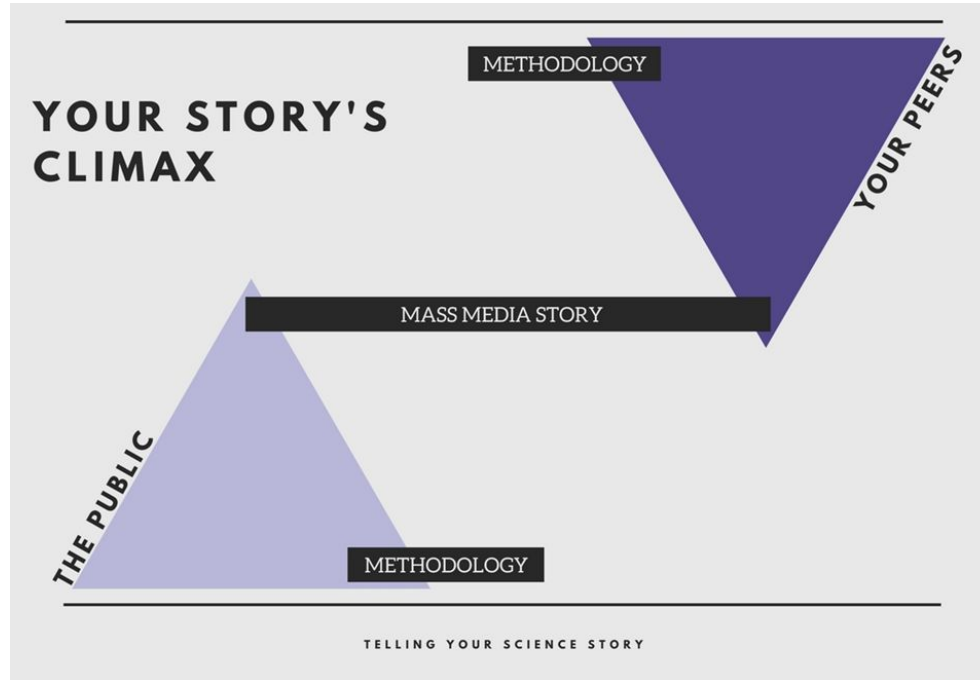 METHODOLOGY
YOUR PEERS
YOUR STORY'S
CLIMAX
MASS MEDIA STORY
THE PUBLIC
METHODOLOGY
TELLING YOUR SCIENCE STORY